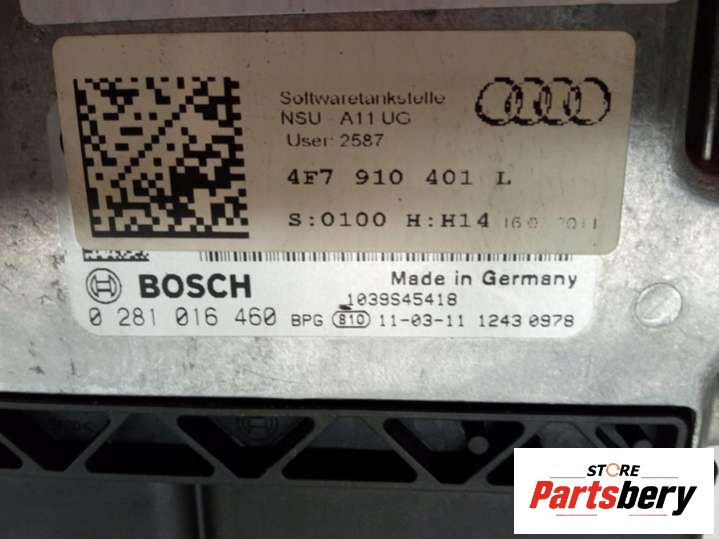 Softwaretankstelle
NSU - A11 UG
User: 2587
4F7 910 401 L
S:0100 H:H14
BOSCH
Made in Germany
1039S45418
0 281 016 460 BPG 810 11-03-11 1243 0978
STORE
Partsbery